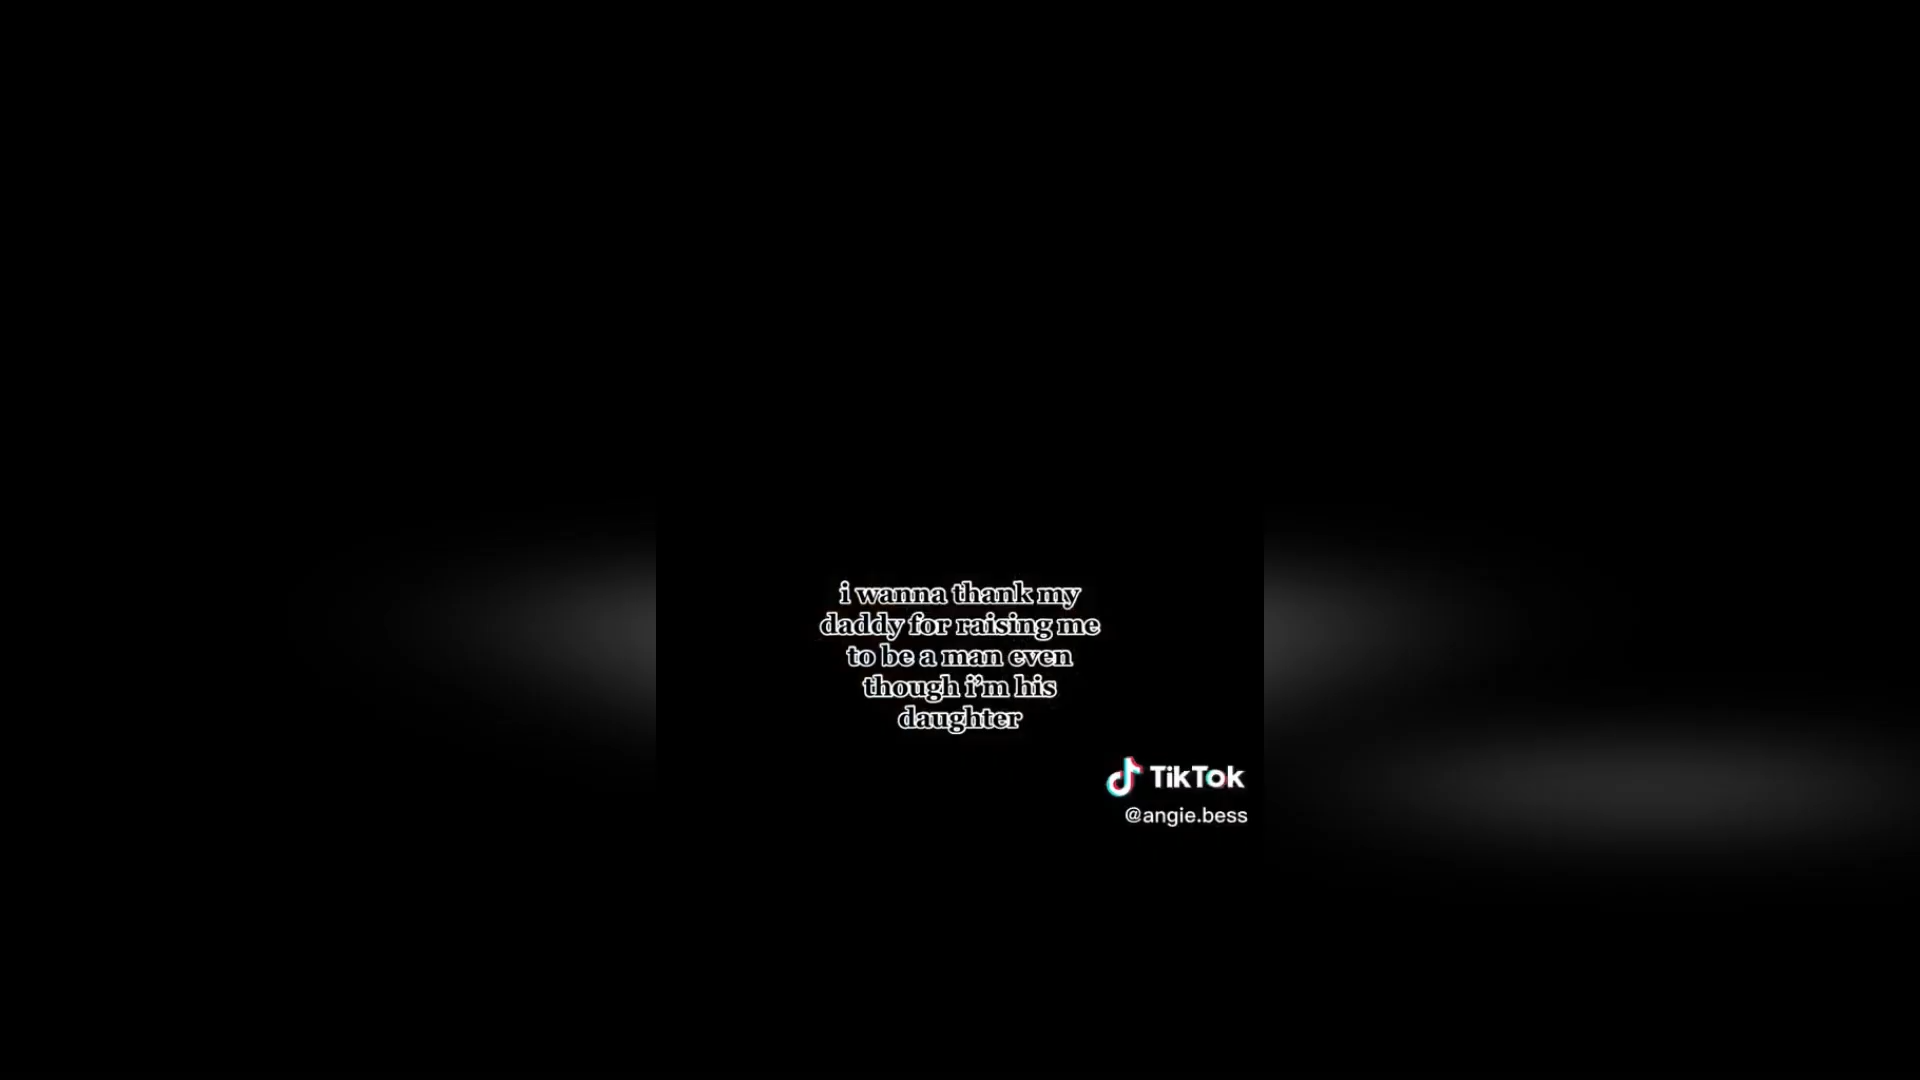 i wanna thank my
daddy for raising me
to be a man even
though i'm his
daughter
TikTok
@angie.bess